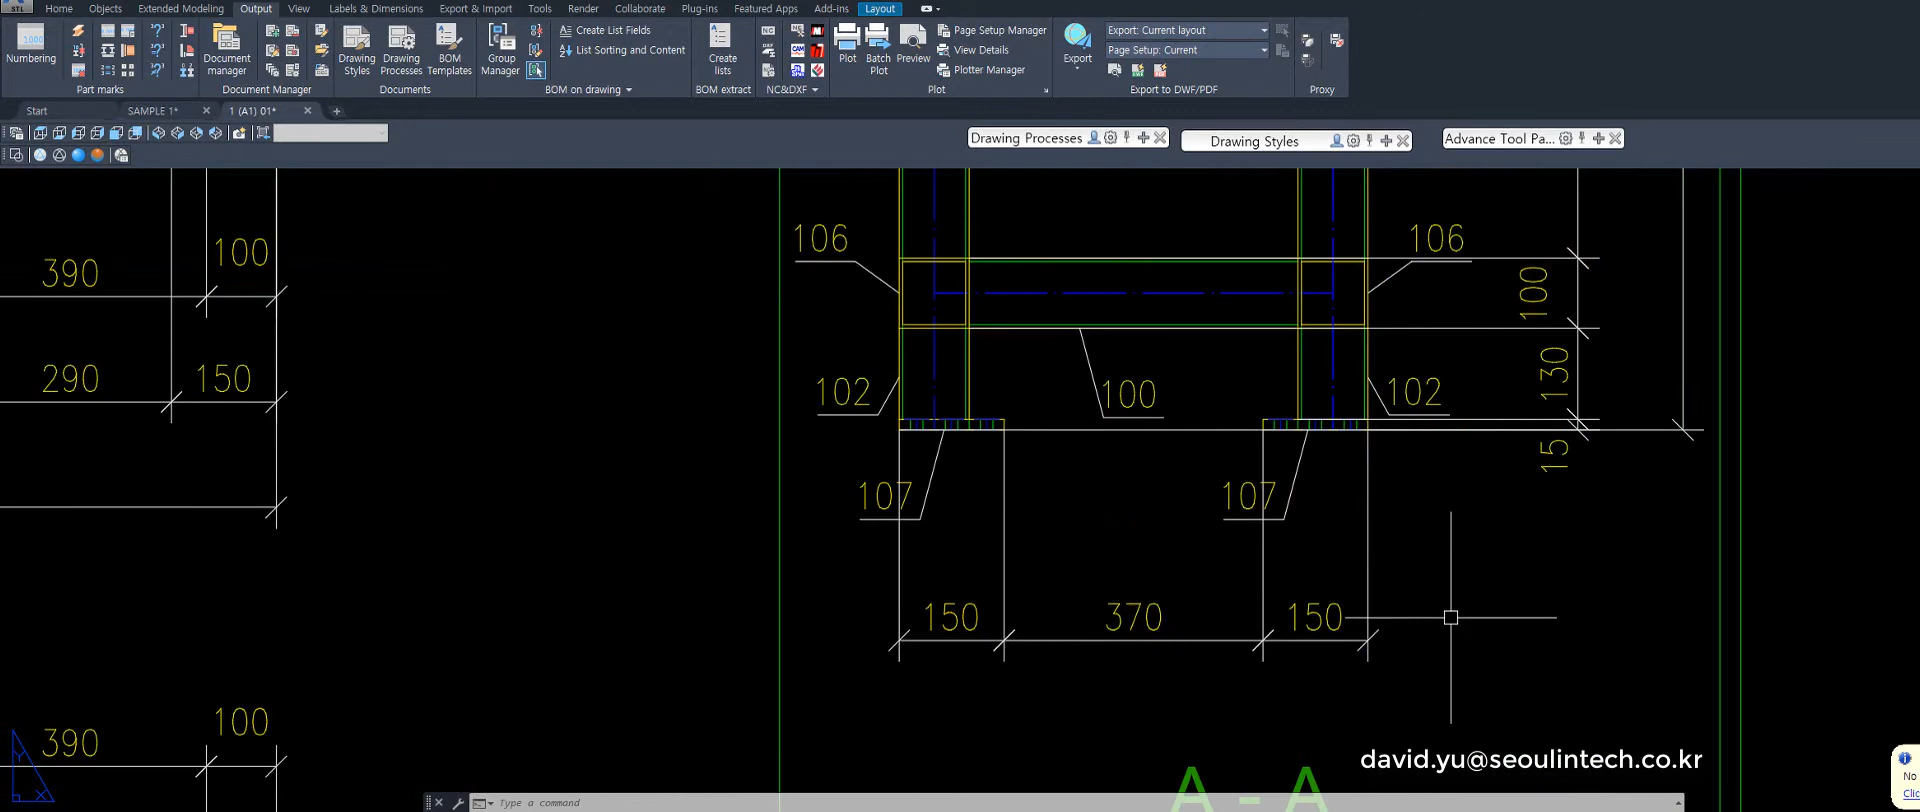 STL
Home Objects Extended Modeling Output View Labels & Dimensions Export & Import Tools Render Collaborate Plug-ins Featured Apps Add-ins Layout
Numbering
Document manager
Drawing Styles
Drawing Processes
BOM Templates
Group Manager
Create List Fields
List Sorting and Content
Create lists
Plot
Batch Plot
Preview
Page Setup Manager
View Details
Plotter Manager
Export
Export: Current layout
Page Setup: Current
Part marks Document Manager Documents BOM on drawing BOM extract NC&DXF Plot Export to DWF/PDF Proxy
Start SAMPLE 1* 1 (A1) 01*
Drawing Processes Drawing Styles Advance Tool Pa...
390 100
290 150
390 100
106 106
102 100 102
107 107
150 370 150
100
130
15
A - A
david.yu@seoulintech.co.kr
Type a command
No
Clic
Y
X